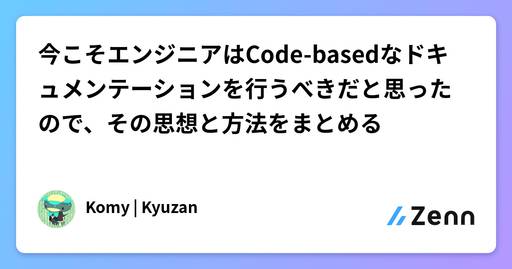 今こそエンジニアはCode-basedなドキ
ュメンテーションを行うべきだと思った
ので、その思想と方法をまとめる
Komy | Kyuzan
Zenn